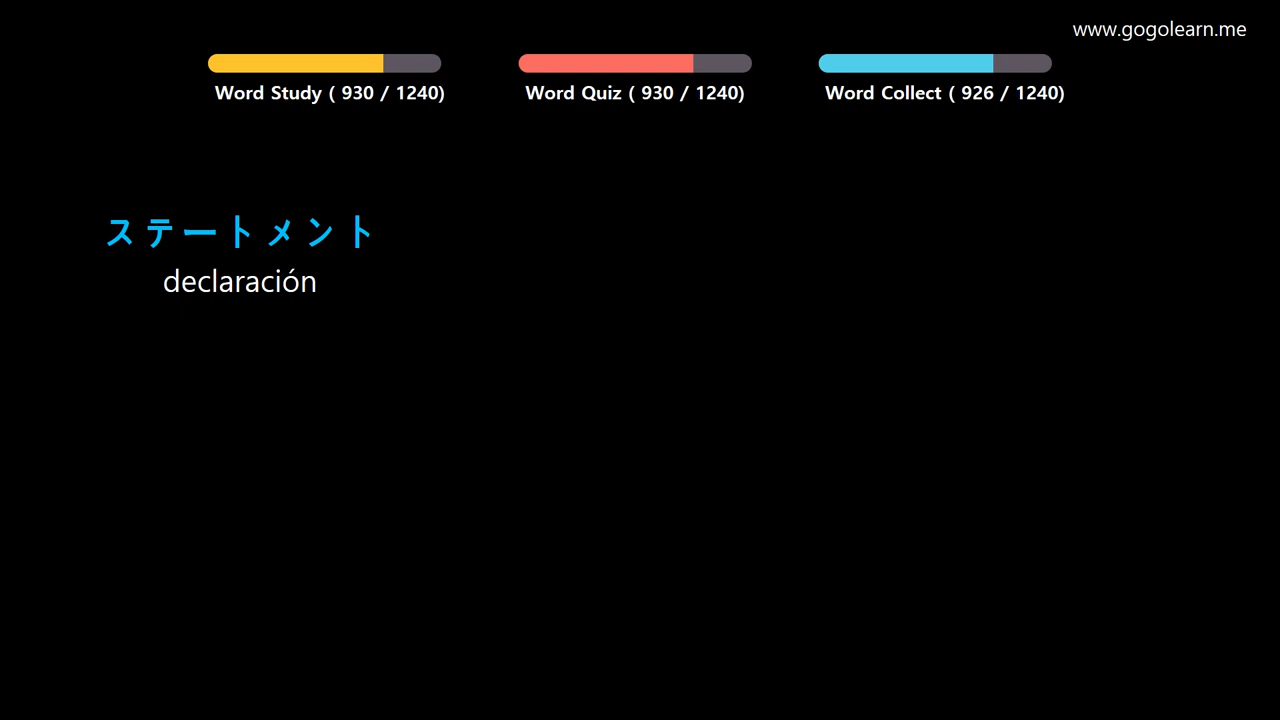 www.gogolearn.me
Word Study ( 930 / 1240)
Word Quiz ( 930 / 1240)
Word Collect ( 926 / 1240)
ステートメント
declaración